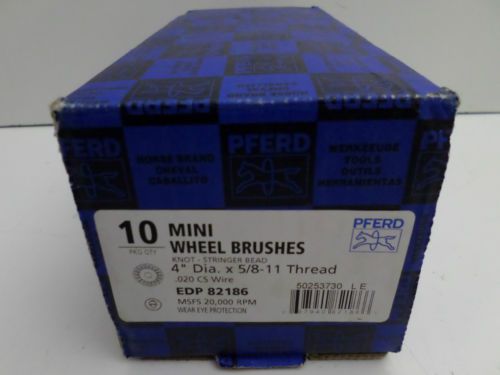 PFERD
PFERD
HORSE BRAND
CHEVAL
CABALLITO
PFERD
WERKZEUGE
TOOLS
OUTILS
HERRAMIENTAS
10
PKG QTY
MINI
WHEEL BRUSHES
KNOT - STRINGER BEAD
4" Dia. x 5/8-11 Thread
.020 CS Wire
EDP 82186
MSFS 20,000 RPM
WEAR EYE PROTECTION
PFERD
50253730 L E